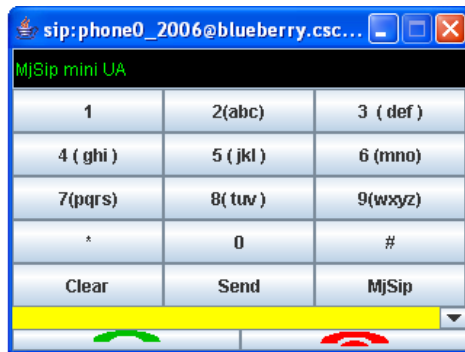 sip:phone0_2006@blueberry.csc...
MjSip mini UA
1 2(abc) 3 ( def )
4 ( ghi ) 5 ( jkl ) 6 (mno)
7(pqrs) 8( tuv ) 9(wxyz)
* 0 #
Clear Send MjSip